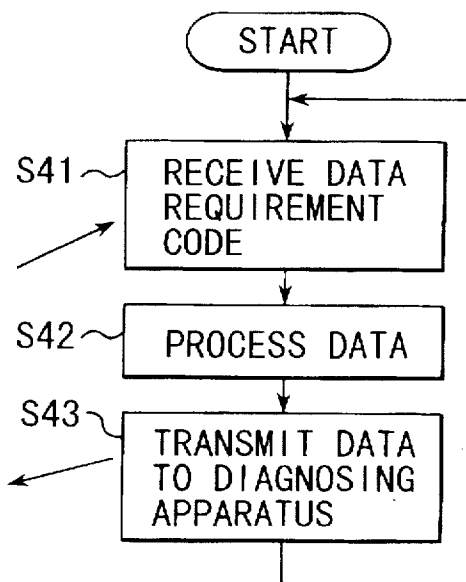 START
S41
RECEIVE DATA
REQUIREMENT
CODE
S42
PROCESS DATA
S43
TRANSMIT DATA
TO DIAGNOSING
APPARATUS